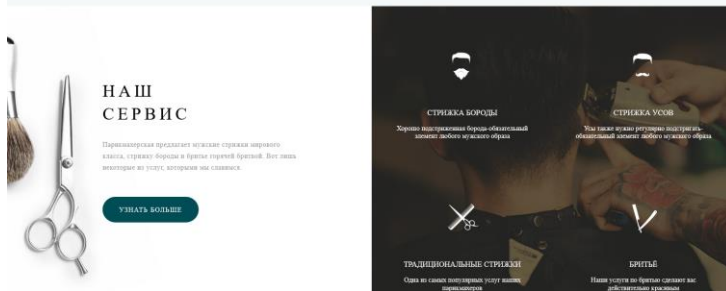 НАШ
СЕРВИС
Парикмахерская предлагает мужские стрижки мирового
класса, стрижку бороды и бритье горячей бритвой. Вот лишь
некоторые из услуг, которыми мы славимся.
УЗНАТЬ БОЛЬШЕ
СТРИЖКА БОРОДЫ
Хорошо подстриженная борода-обязательный
элемент любого мужского образа
СТРИЖКА УСОВ
Усы также нужно регулярно подстригать-
обязательный элемент любого мужского образа
ТРАДИЦИОНАЛЬНЫЕ СТРИЖКИ
Одна из самых популярных услуг наших
парикмахеров
БРИТЬЁ
Наши услуги по бритью сделают вас
действительно красивым